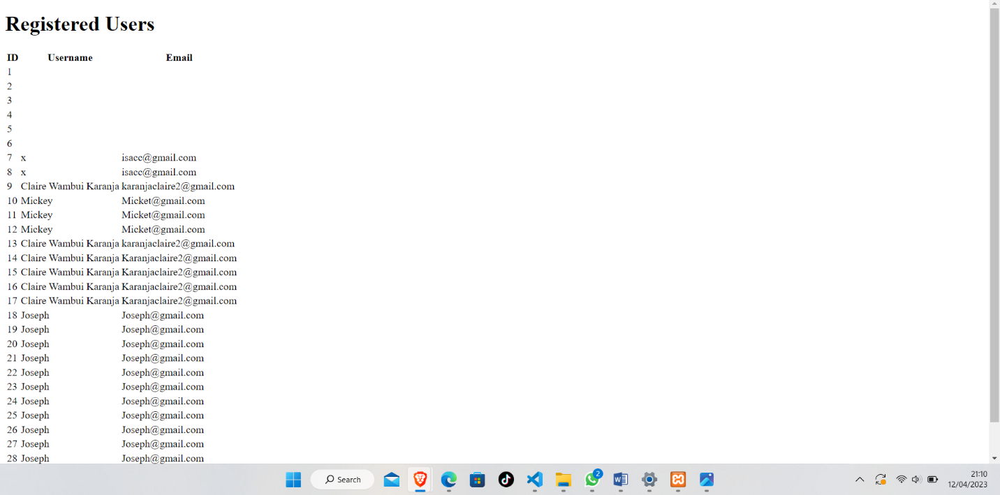 Registered Users
ID Username Email
1
2
3
4
5
6
7 x isacc@gmail.com
8 x isacc@gmail.com
9 Claire Wambui Karanja karanjaclaire2@gmail.com
10 Mickey Micket@gmail.com
11 Mickey Micket@gmail.com
12 Mickey Micket@gmail.com
13 Claire Wambui Karanja karanjaclaire2@gmail.com
14 Claire Wambui Karanja Karanjaclaire2@gmail.com
15 Claire Wambui Karanja Karanjaclaire2@gmail.com
16 Claire Wambui Karanja Karanjaclaire2@gmail.com
17 Claire Wambui Karanja Karanjaclaire2@gmail.com
18 Joseph Joseph@gmail.com
19 Joseph Joseph@gmail.com
20 Joseph Joseph@gmail.com
21 Joseph Joseph@gmail.com
22 Joseph Joseph@gmail.com
23 Joseph Joseph@gmail.com
24 Joseph Joseph@gmail.com
25 Joseph Joseph@gmail.com
26 Joseph Joseph@gmail.com
27 Joseph Joseph@gmail.com
28 Joseph Joseph@gmail.com
Search
2
21:10
12/04/2023